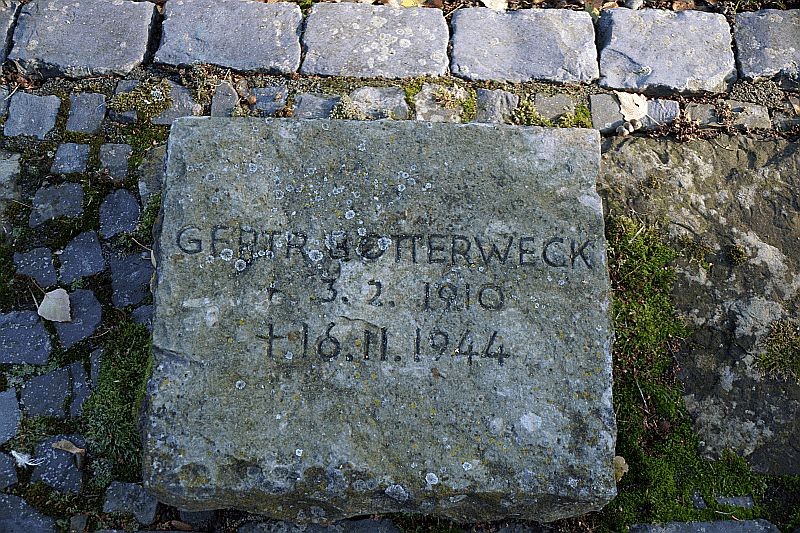 GERTR. BOTTERWECK
* 3. 2. 1910
† 16. 11. 1944